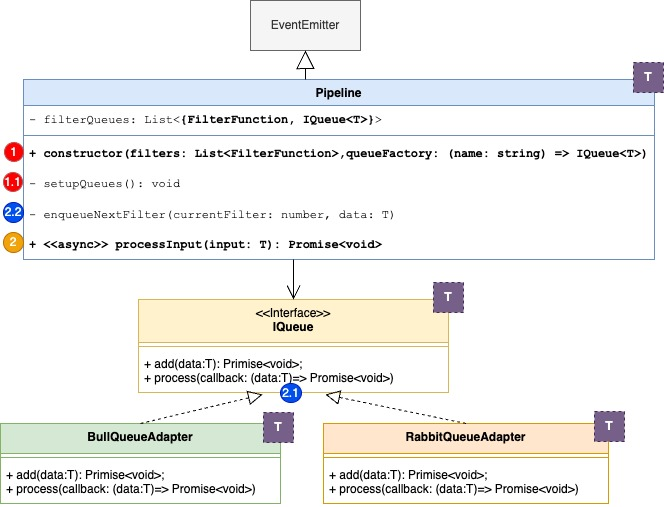 EventEmitter
T
Pipeline
- filterQueues: List<{FilterFunction, IQueue<T>}>
1 + constructor(filters: List<FilterFunction>,queueFactory: (name: string) => IQueue<T>)
1.1 - setupQueues(): void
2.2 - enqueueNextFilter(currentFilter: number, data: T)
2 + <<async>> processInput(input: T): Promise<void>
T
<<Interface>>
IQueue
+ add(data:T): Primise<void>;
+ process(callback: (data:T)=> Promise<void>)
2.1
T
BullQueueAdapter
+ add(data:T): Primise<void>;
+ process(callback: (data:T)=> Promise<void>)
T
RabbitQueueAdapter
+ add(data:T): Primise<void>;
+ process(callback: (data:T)=> Promise<void>)